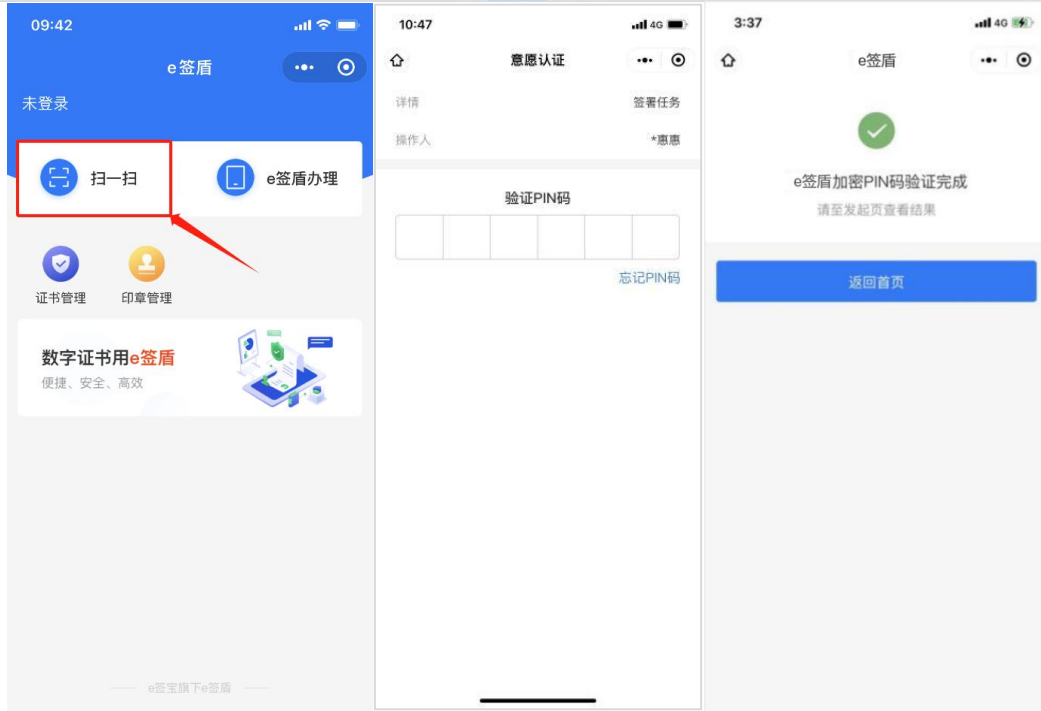 09:42
e签盾
未登录
扫一扫
e签盾办理
证书管理
印章管理
数字证书用e签盾
便捷、安全、高效
e签宝旗下e签盾
10:47
4G
意愿认证
详情
签署任务
操作人
*惠惠
验证PIN码
忘记PIN码
3:37
4G
e签盾
e签盾加密PIN码验证完成
请至发起页查看结果
返回首页